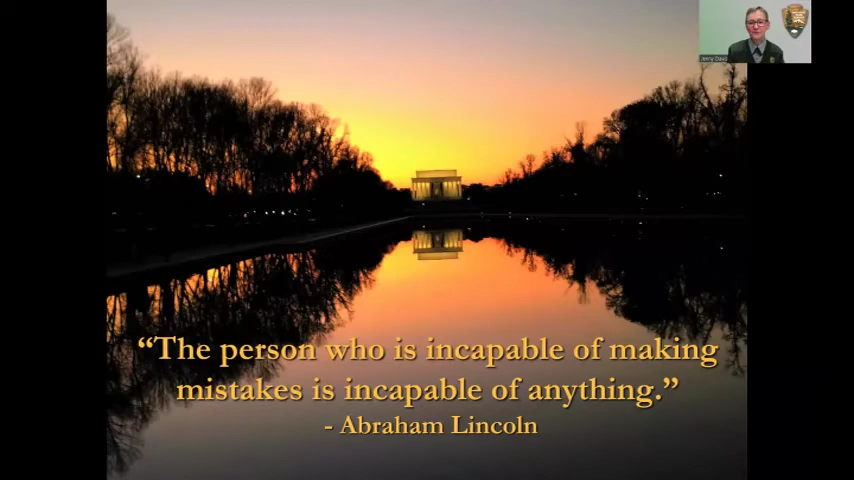 “The person who is incapable of making
mistakes is incapable of anything.”
- Abraham Lincoln